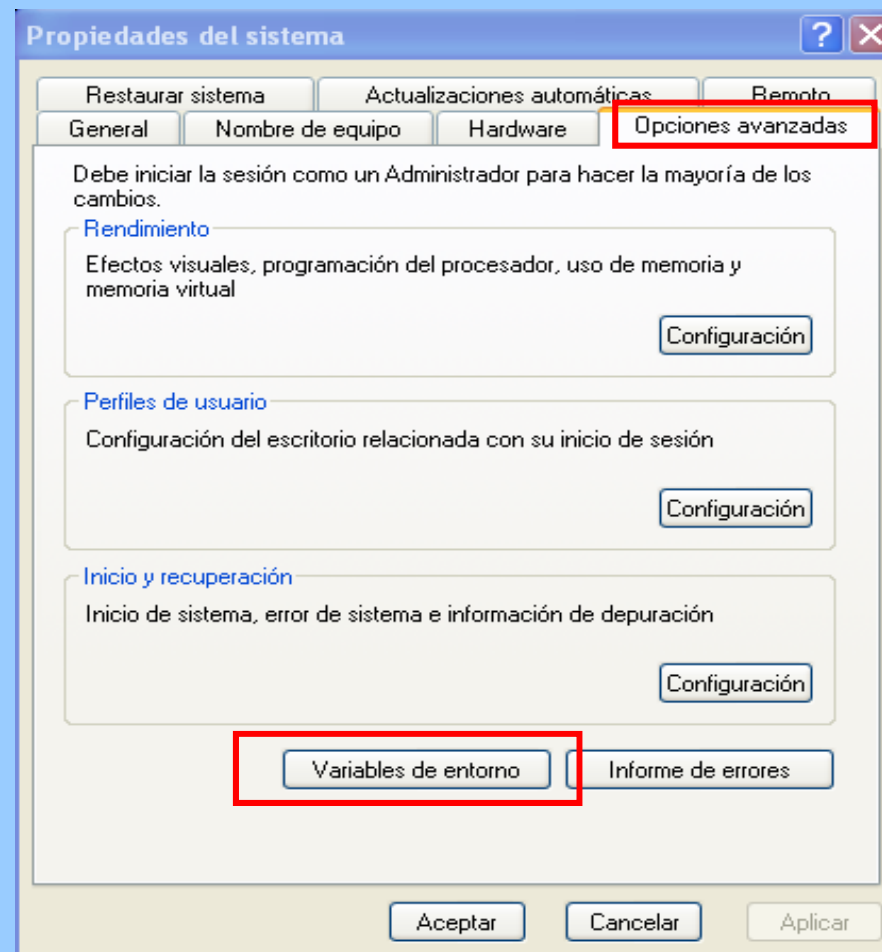 Propiedades del sistema
?
Restaurar sistema Actualizaciones automáticas Remoto
General Nombre de equipo Hardware Opciones avanzadas
Debe iniciar la sesión como un Administrador para hacer la mayoría de los
cambios.
Rendimiento
Efectos visuales, programación del procesador, uso de memoria y
memoria virtual
Configuración
Perfiles de usuario
Configuración del escritorio relacionada con su inicio de sesión
Configuración
Inicio y recuperación
Inicio de sistema, error de sistema e información de depuración
Configuración
Variables de entorno Informe de errores
Aceptar Cancelar Aplicar